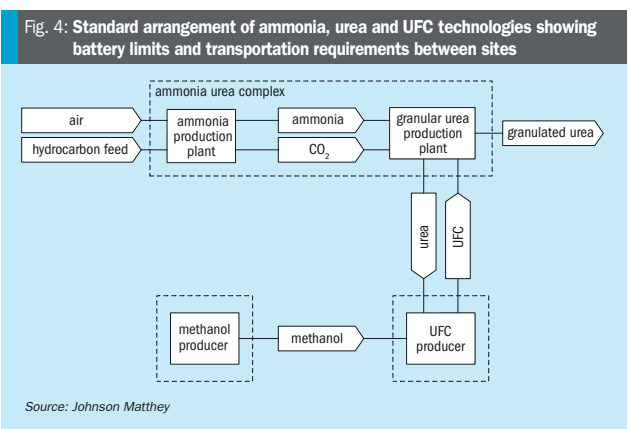 Fig. 4: Standard arrangement of ammonia, urea and UFC technologies showing
battery limits and transportation requirements between sites
ammonia urea complex
air
hydrocarbon feed
ammonia
production
plant
ammonia
CO₂
granular urea
production
plant
granulated urea
urea
UFC
methanol
producer
methanol
UFC
producer
Source: Johnson Matthey